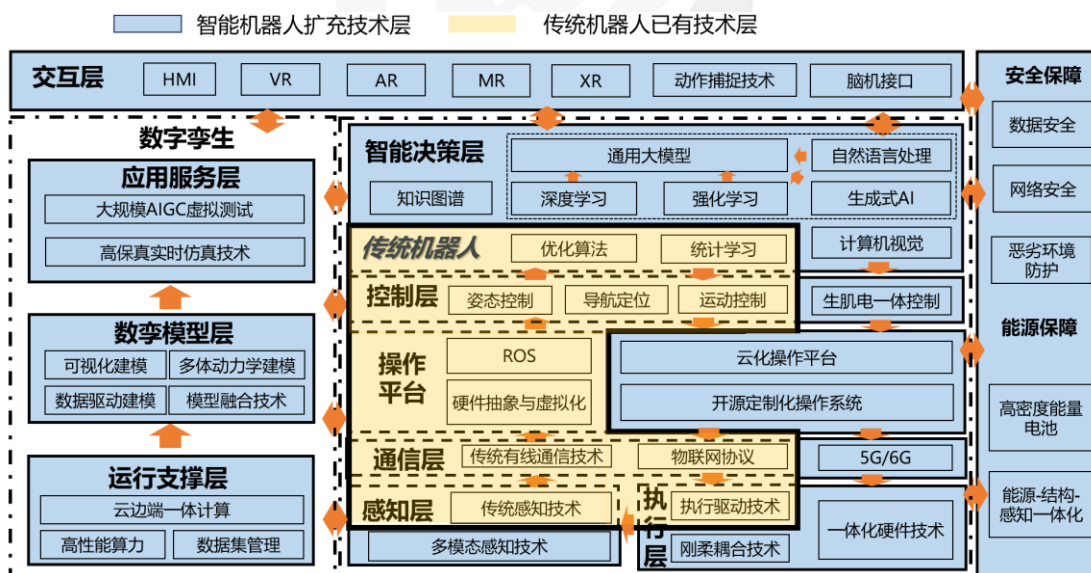 智能机器人扩充技术层
传统机器人已有技术层
交互层
HMI
VR
AR
MR
XR
动作捕捉技术
脑机接口
数字孪生
应用服务层
大规模AIGC虚拟测试
高保真实时仿真技术
数孪模型层
可视化建模
多体动力学建模
数据驱动建模
模型融合技术
运行支撑层
云边端一体计算
高性能算力
数据集管理
智能决策层
通用大模型
自然语言处理
知识图谱
深度学习
强化学习
生成式AI
传统机器人
优化算法
统计学习
计算机视觉
控制层
姿态控制
导航定位
运动控制
生肌电一体控制
操作
平台
ROS
硬件抽象与虚拟化
云化操作平台
开源定制化操作系统
通信层
传统有线通信技术
物联网协议
5G/6G
感知层
传统感知技术
多模态感知技术
执
行
层
执行驱动技术
刚柔耦合技术
一体化硬件技术
安全保障
数据安全
网络安全
恶劣环境
防护
能源保障
高密度能量
电池
能源-结构-
感知一体化